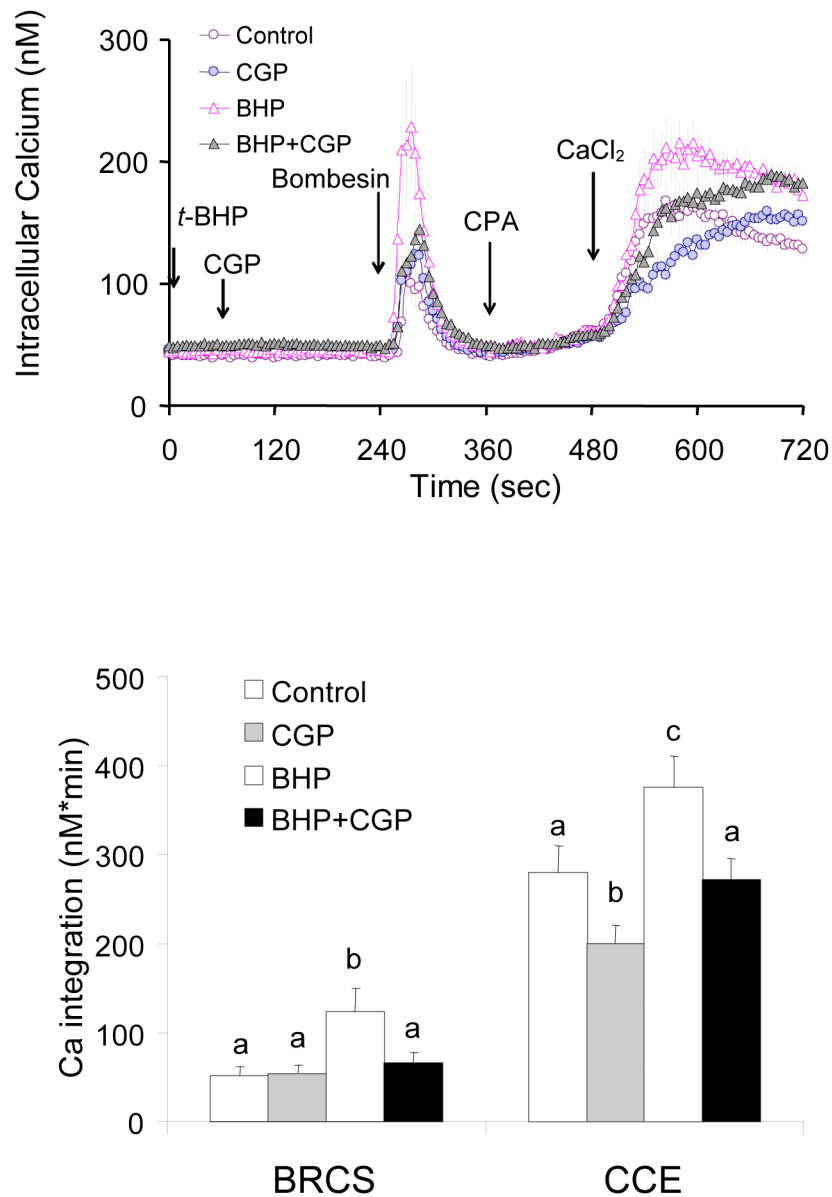 Intracellular Calcium (nM)
300
200
100
0
Control
CGP
BHP
BHP+CGP
t-BHP
CGP
Bombesin
CPA
CaCl₂
0 120 240 360 480 600 720
Time (sec)
Ca integration (nM*min)
500
400
300
200
100
0
Control
CGP
BHP
BHP+CGP
a a b a
a b c a
BRCS CCE